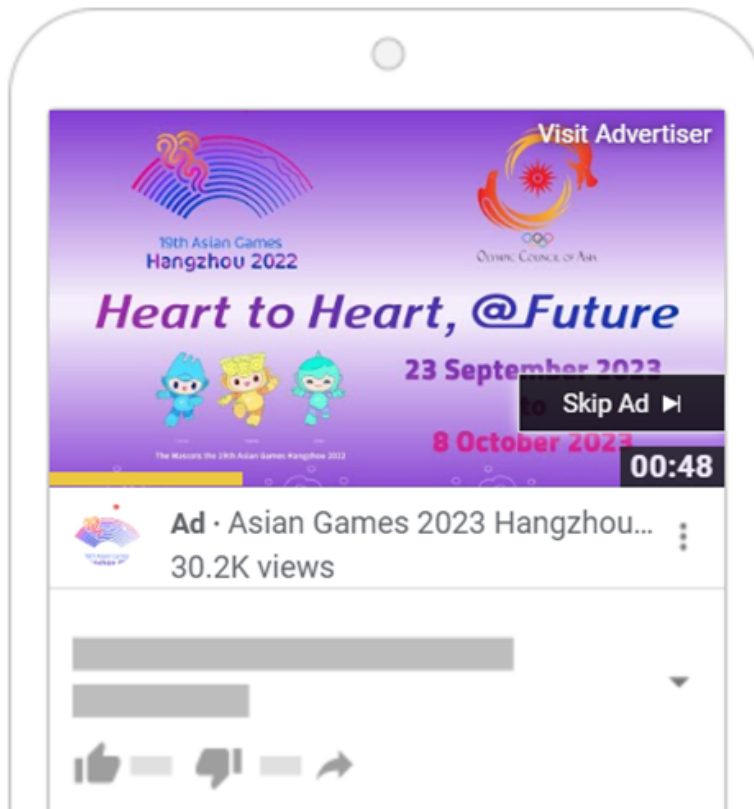 Visit Advertiser
19th Asian Games
Hangzhou 2022
OLYMPIC COUNCIL OF ASIA
Heart to Heart, @Future
23 September 2023
to
8 October 2023
Skip Ad
The Mascots the 19th Asian Games Hangzhou 2022
00:48
Ad · Asian Games 2023 Hangzhou...
30.2K views